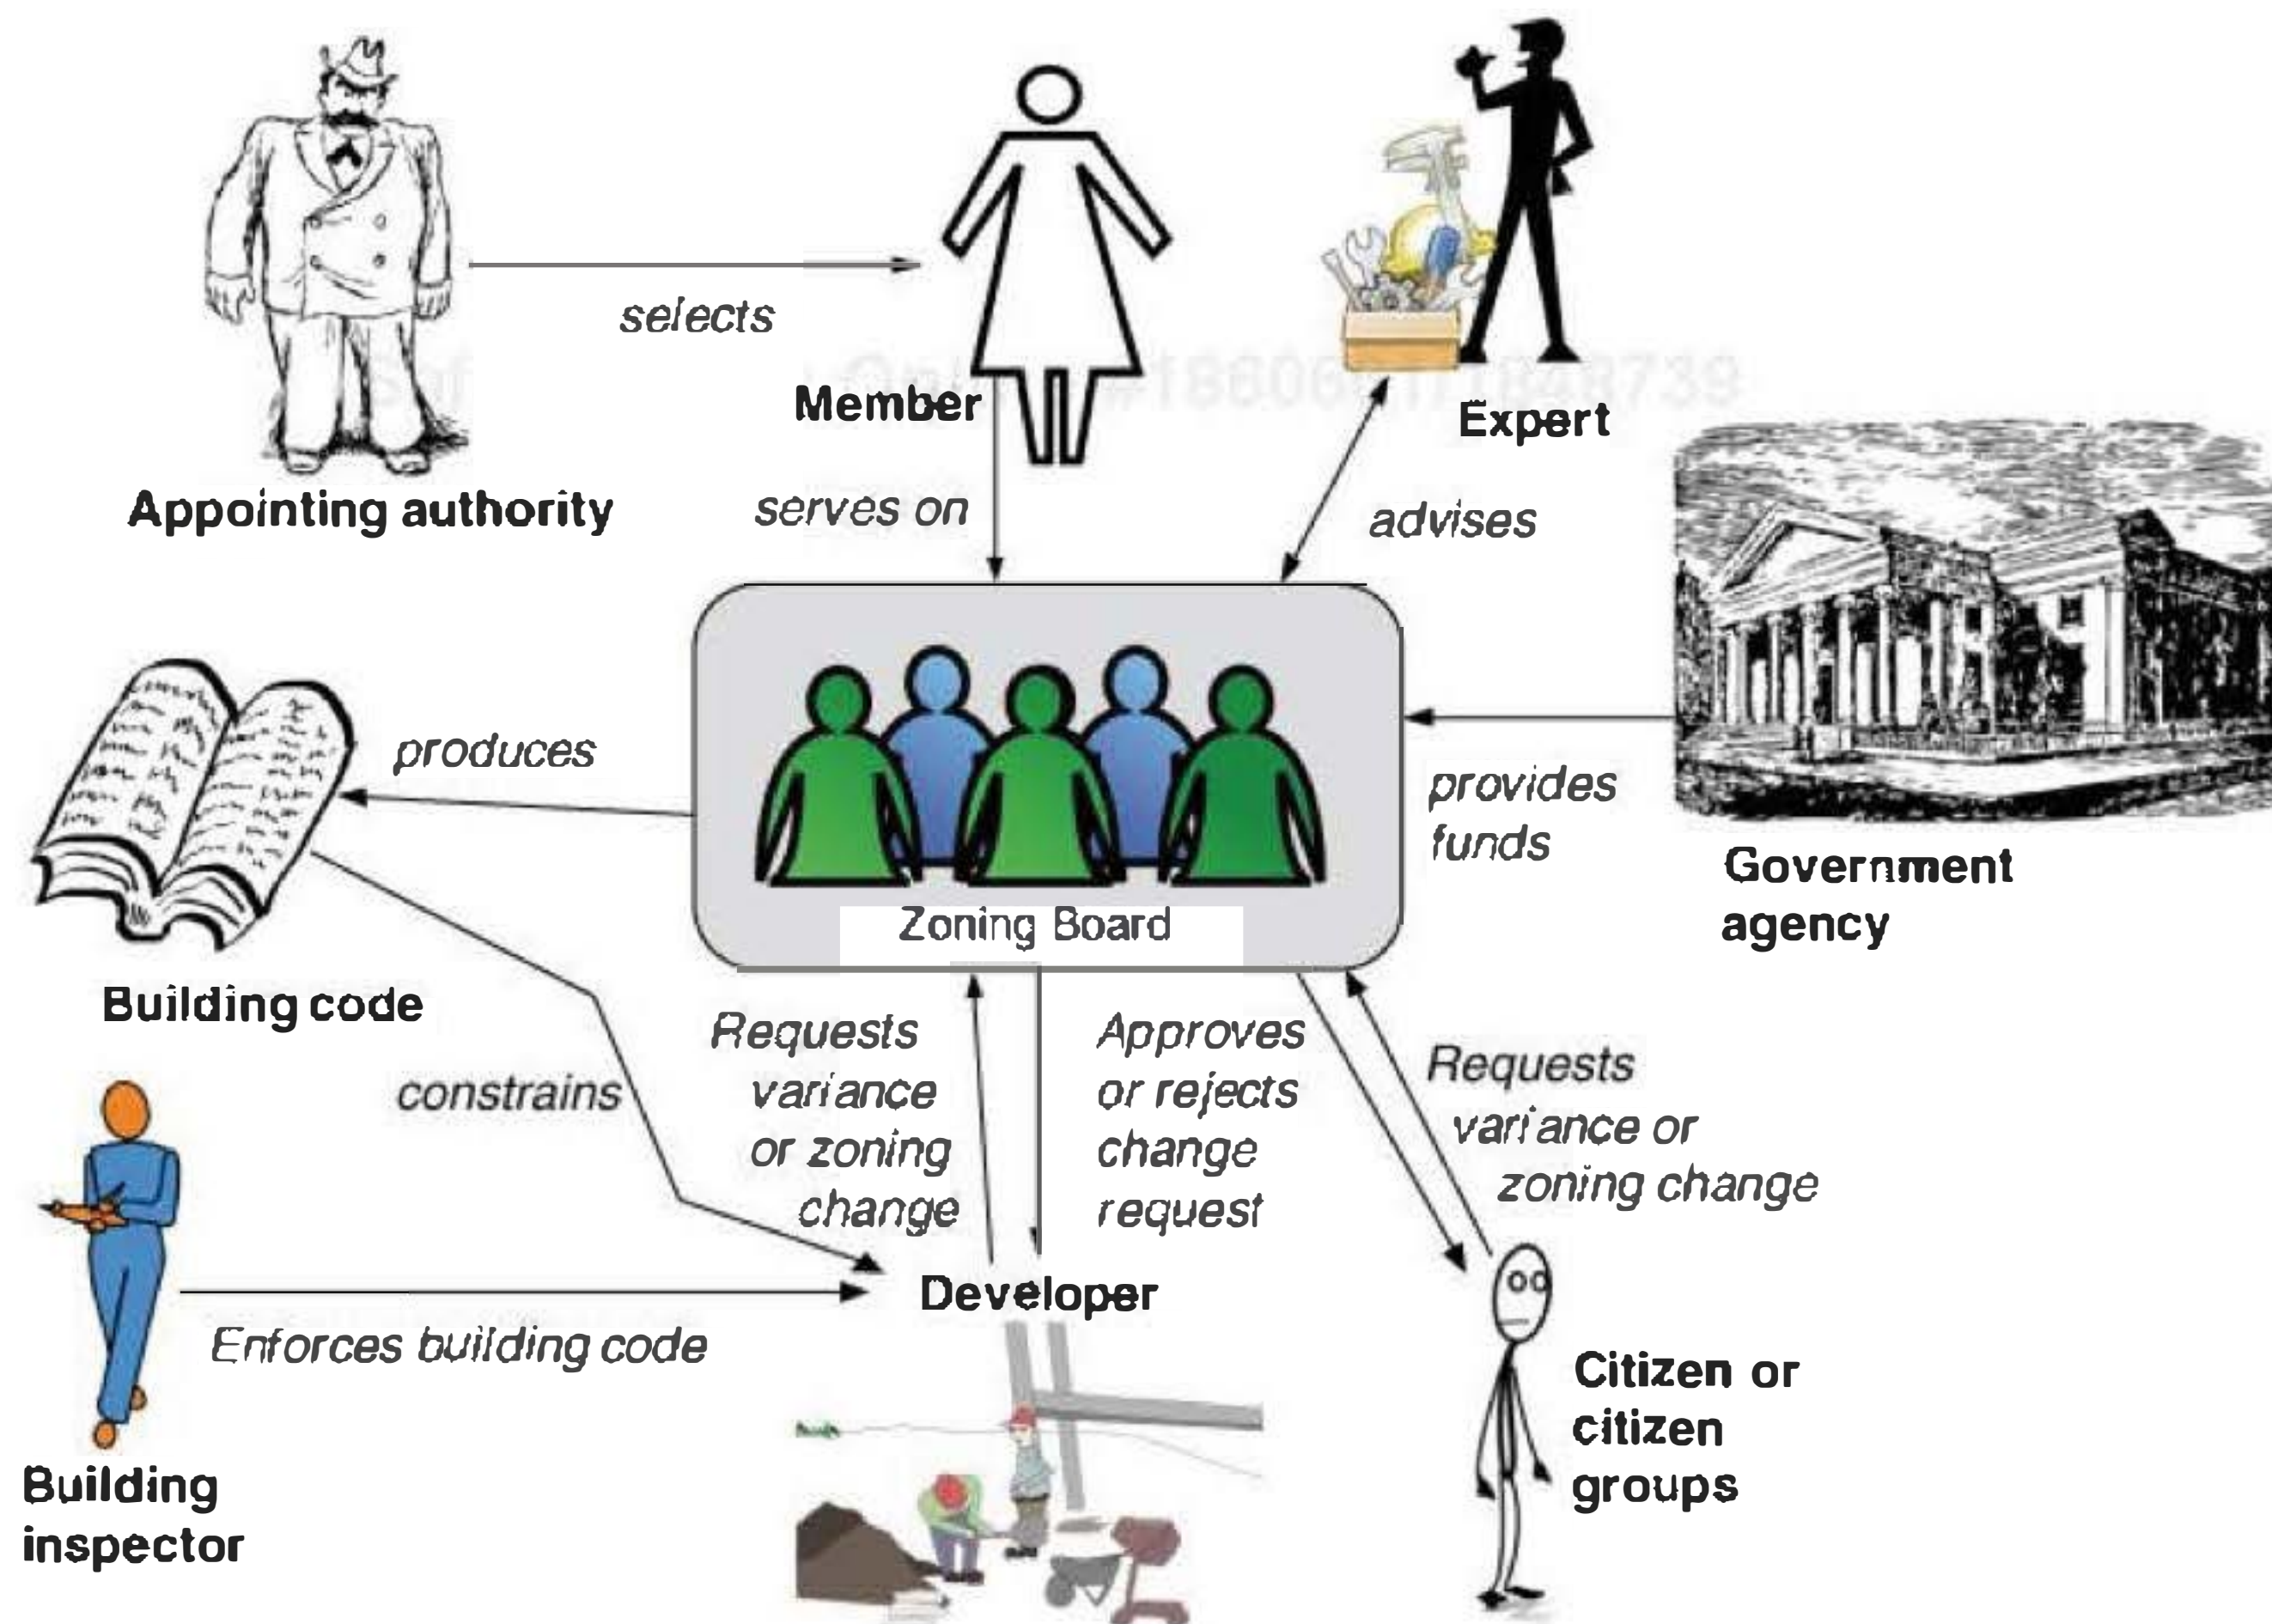 selects
Member
Expert
Appointing authority
serves on
advises
produces
provides
funds
Government
agency
Zoning Board
Building code
Requests
variance
or zoning
change
Approves
or rejects
change
request
Requests
variance or
zoning change
constrains
Developer
Enforces building code
Citizen or
citizen
groups
Building
inspector